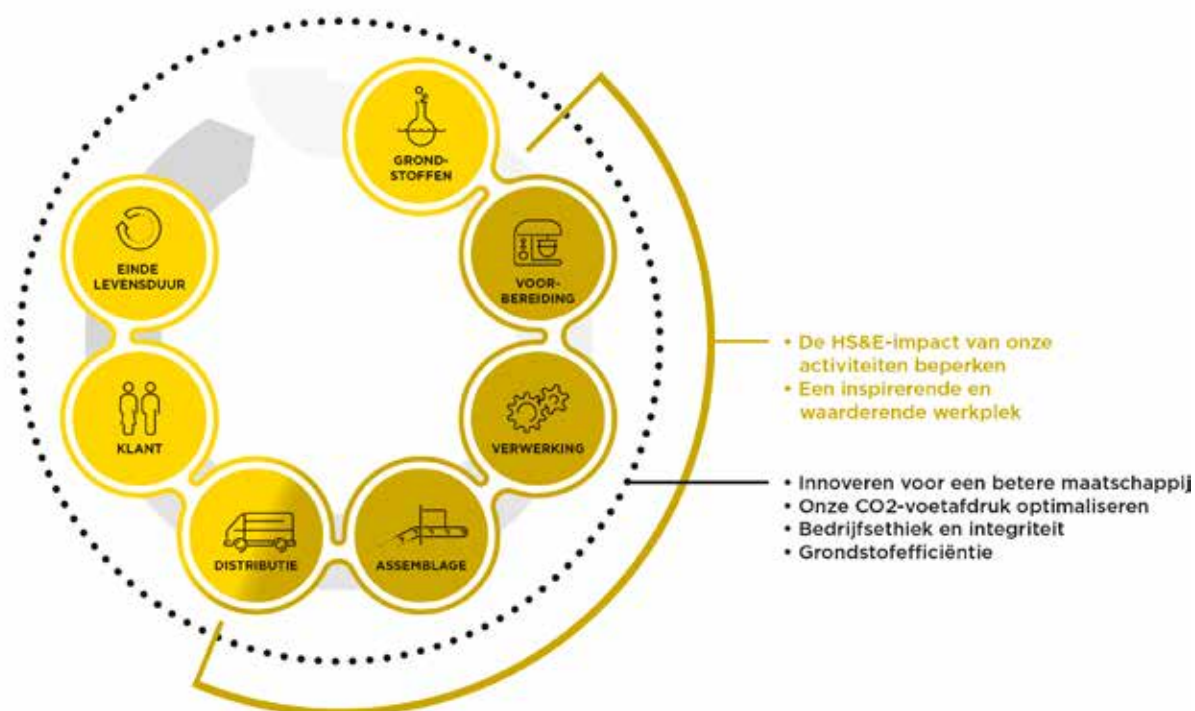 GROND-
STOFFEN
VOOR-
BEREIDING
VERWERKING
ASSEMBLAGE
DISTRIBUTIE
KLANT
EINDE
LEVENSDUUR
• De HS&E-impact van onze
activiteiten beperken
• Een inspirerende en
waarderende werkplek
• Innoveren voor een betere maatschappij
• Onze CO2-voetafdruk optimaliseren
• Bedrijfsethiek en integriteit
• Grondstofefficiëntie